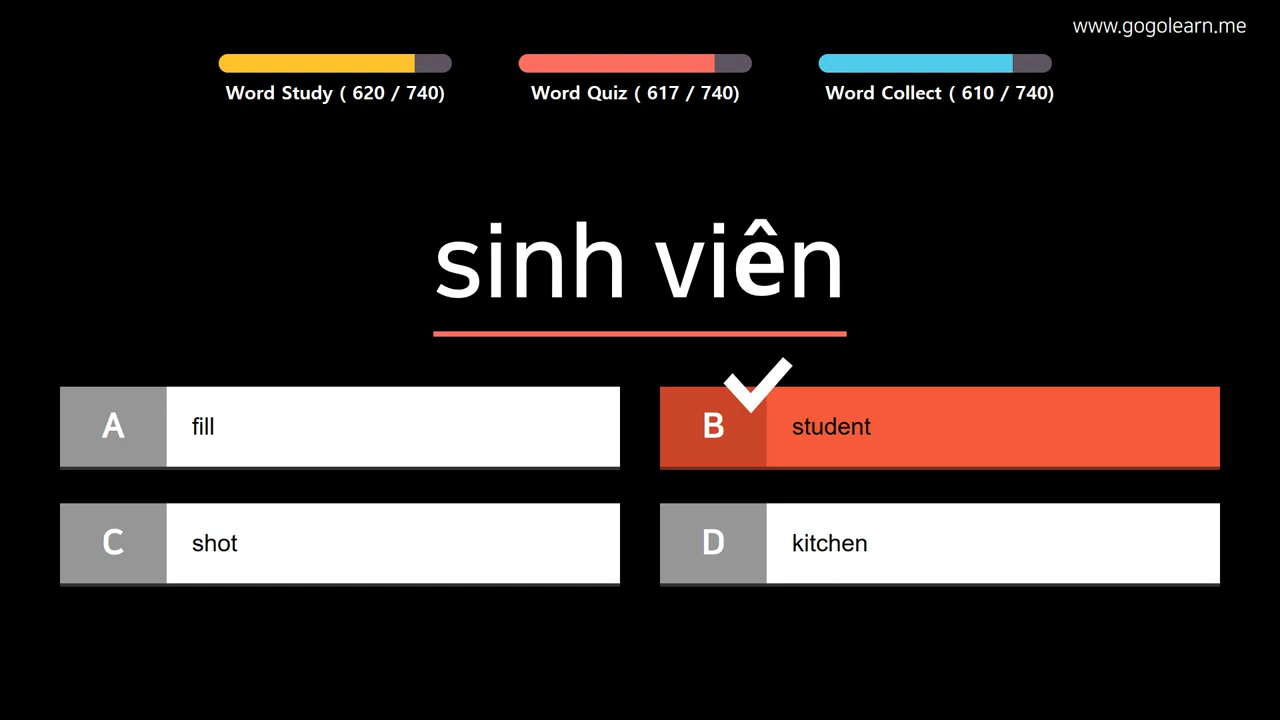 www.gogolearn.me
Word Study ( 620 / 740)
Word Quiz ( 617 / 740)
Word Collect ( 610 / 740)
sinh viên
A fill
B student
C shot
D kitchen